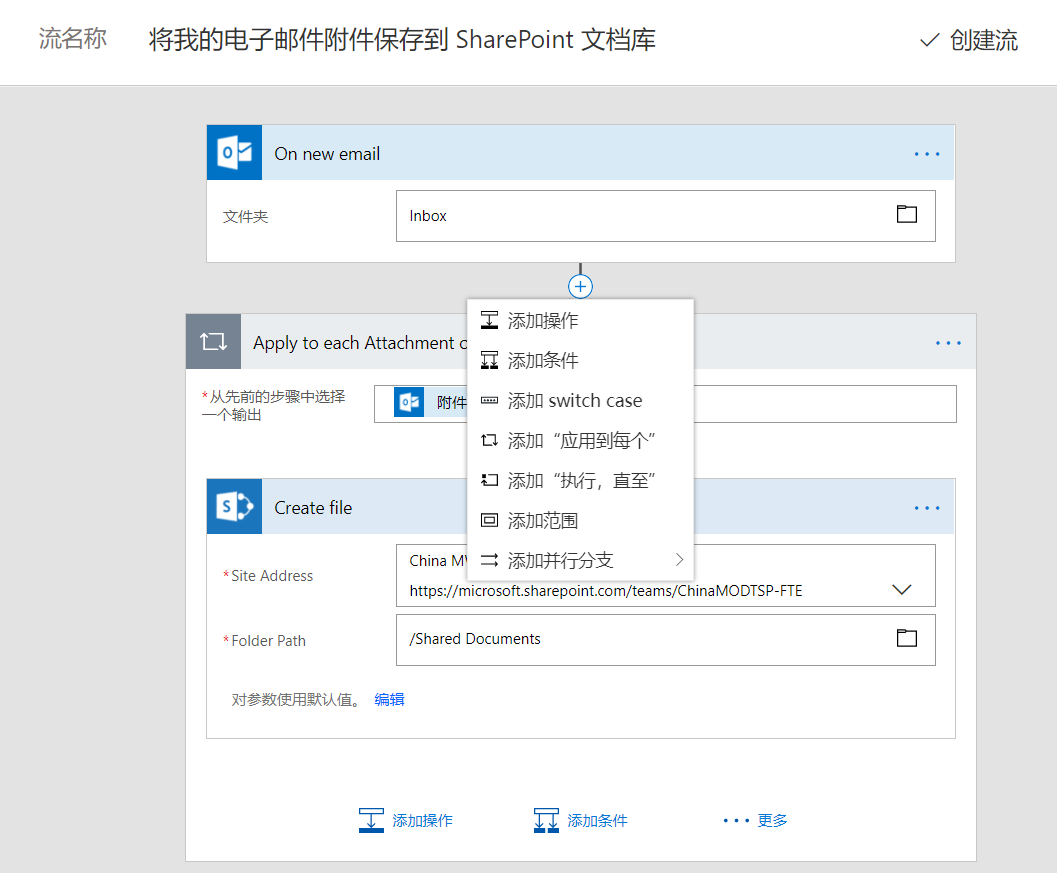 流名称 将我的电子邮件附件保存到 SharePoint 文档库 创建流
On new email
文件夹 Inbox
添加操作
添加条件
添加 switch case
添加“应用到每个”
添加“执行，直至”
添加范围
添加并行分支
Apply to each Attachment
*从先前的步骤中选择
一个输出
附件
Create file
*Site Address
China
https://microsoft.sharepoint.com/teams/ChinaMODTSP-FTE
*Folder Path /Shared Documents
对参数使用默认值。 编辑
添加操作 添加条件 更多